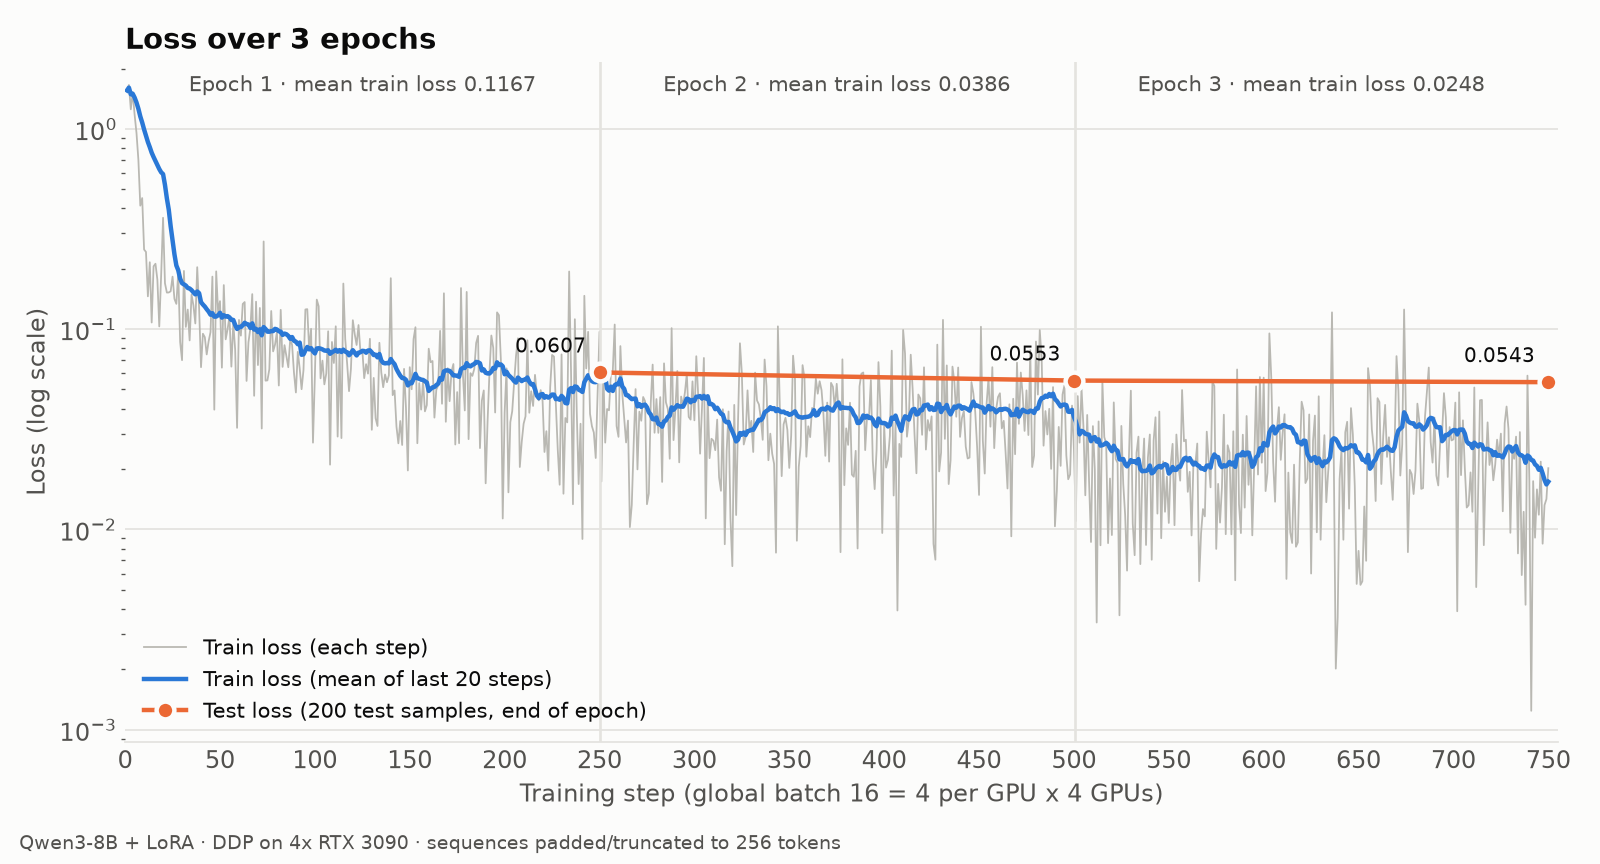 Loss over 3 epochs
Epoch 1 · mean train loss 0.1167
Epoch 2 · mean train loss 0.0386
Epoch 3 · mean train loss 0.0248
Loss (log scale)
10⁰
10⁻¹
10⁻²
10⁻³
0.0607
0.0553
0.0543
Train loss (each step)
Train loss (mean of last 20 steps)
Test loss (200 test samples, end of epoch)
0 50 100 150 200 250 300 350 400 450 500 550 600 650 700 750
Training step (global batch 16 = 4 per GPU x 4 GPUs)
Qwen3-8B + LoRA · DDP on 4x RTX 3090 · sequences padded/truncated to 256 tokens